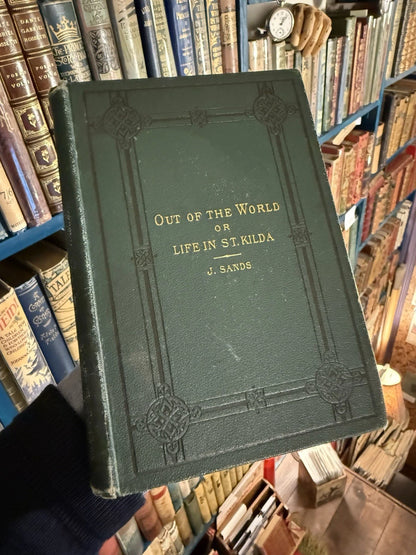 OUT OF THE WORLD
OR
LIFE IN ST. KILDA
J. SANDS